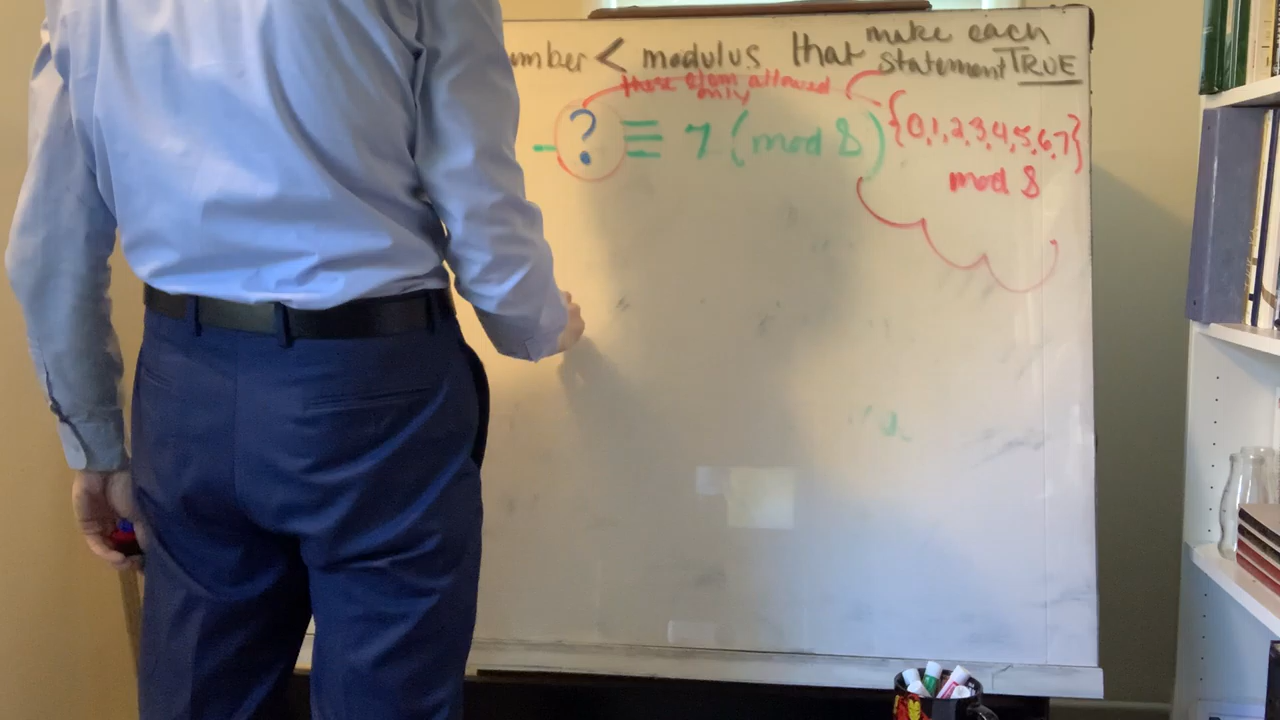 umber < modulus that make each
statement TRUE
these elem allowed
only
- ? ≡ 7 (mod 8) {0,1,2,3,4,5,6,7}
mod 8